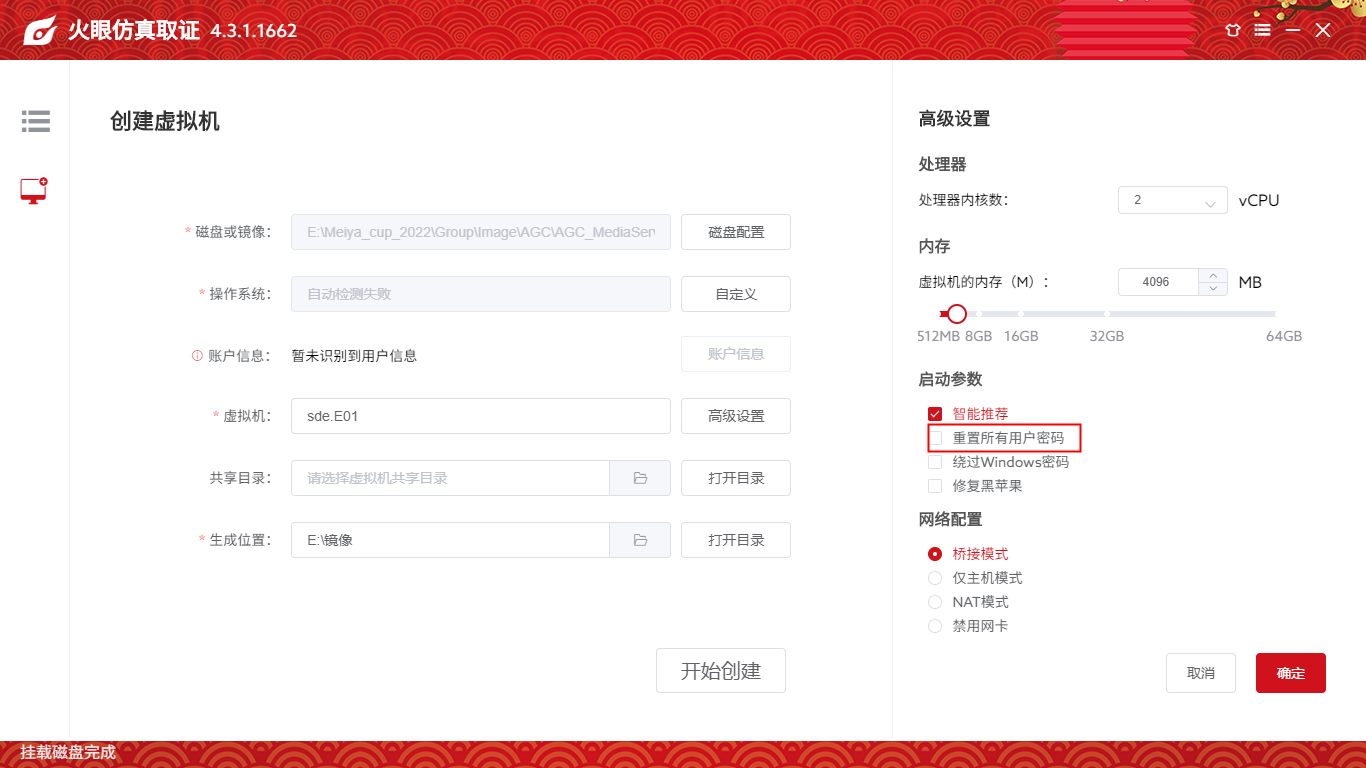 火眼仿真取证 4.3.1.1662
创建虚拟机
* 磁盘或镜像： E:\Meiya_cup_2022\Group\Image\AGC\AGC_MediaSer 磁盘配置
* 操作系统： 自动检测失败 自定义
账户信息： 暂未识别到用户信息 账户信息
* 虚拟机： sde.E01 高级设置
共享目录： 请选择虚拟机共享目录 打开目录
* 生成位置： E:\镜像 打开目录
开始创建
高级设置
处理器
处理器内核数： 2 vCPU
内存
虚拟机的内存（M）： 4096 MB
512MB 8GB 16GB 32GB 64GB
启动参数
智能推荐
重置所有用户密码
绕过Windows密码
修复黑苹果
网络配置
桥接模式
仅主机模式
NAT模式
禁用网卡
取消 确定
挂载磁盘完成